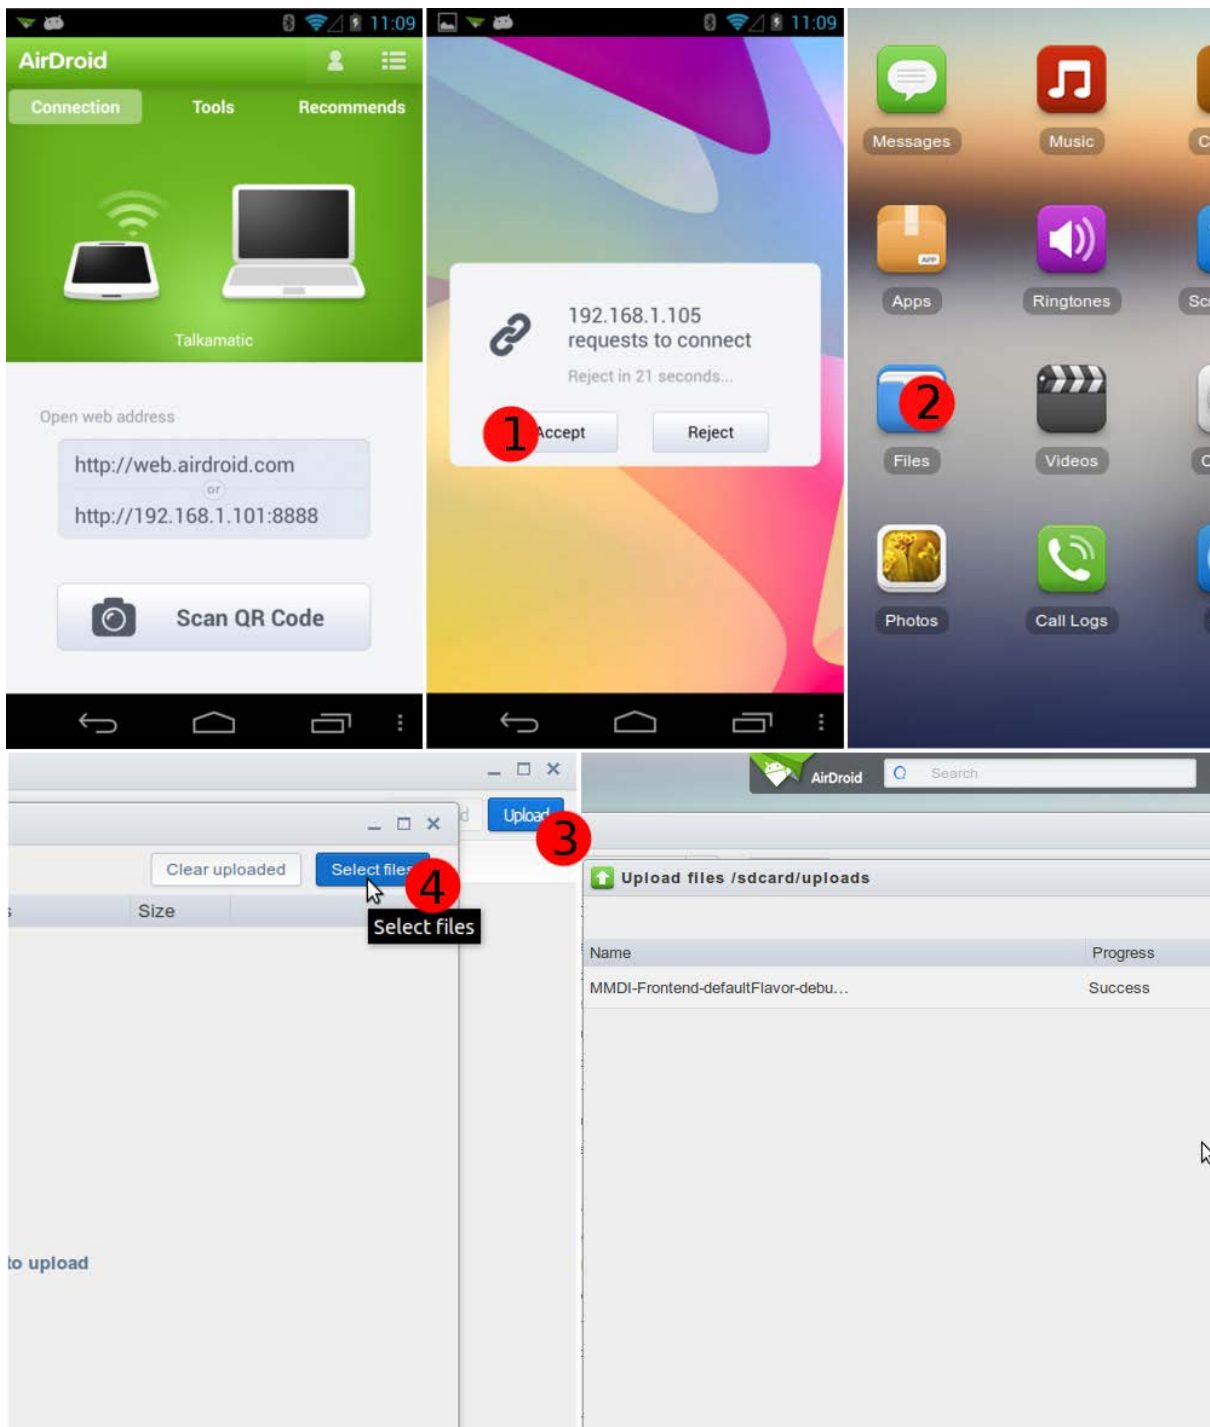 11:09
AirDroid
Connection Tools Recommends
Talkamatic
Open web address
http://web.airdroid.com
or
http://192.168.1.101:8888
Scan QR Code
11:09
192.168.1.105
requests to connect
Reject in 21 seconds...
1
Accept Reject
Messages Music C
APP
Apps Ringtones Sc
2
Files Videos C
Photos Call Logs
d Upload
3
Clear uploaded Select files
4
s Size
Select files
to upload
AirDroid Search
Upload files /sdcard/uploads
Name Progress
MMDI-Frontend-defaultFlavor-debu... Success